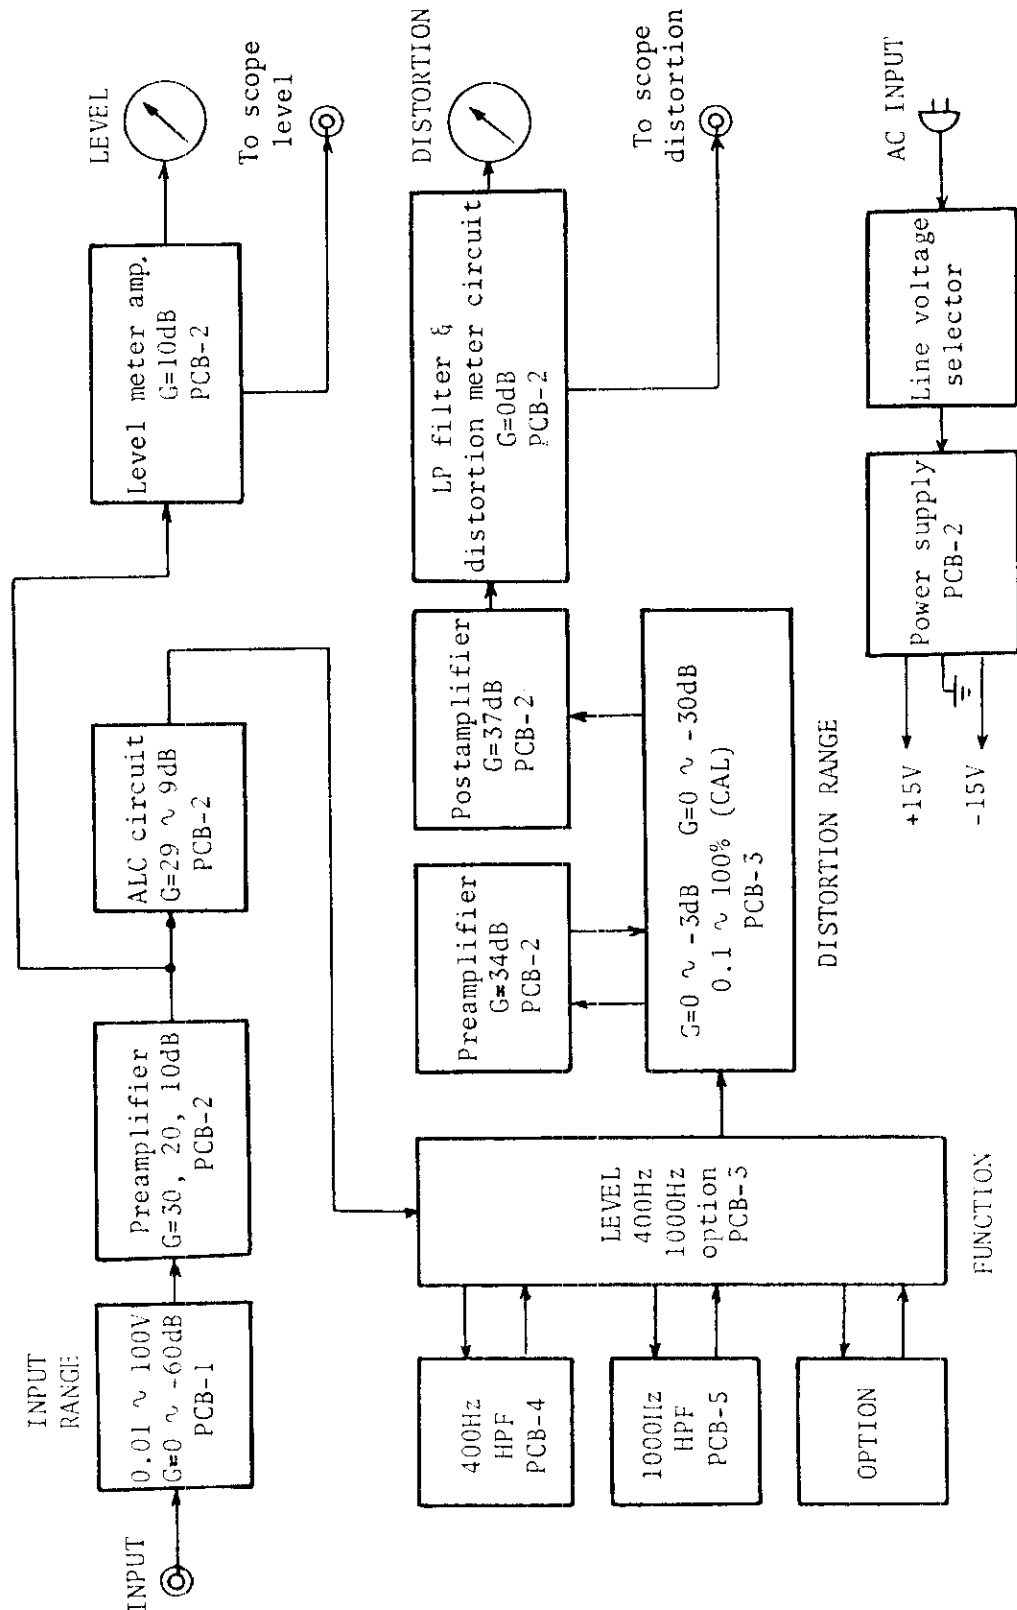 INPUT
INPUT
RANGE
0.01 ~ 100V
G=0 ~ -60dB
PCB-1
Preamplifier
G=30, 20, 10dB
PCB-2
ALC circuit
G=29 ~ 9dB
PCB-2
Level meter amp.
G=10dB
PCB-2
LEVEL
To scope
level
400Hz
HPF
PCB-4
1000Hz
HPF
PCB-5
OPTION
LEVEL
400Hz
1000Hz
option
PCB-3
FUNCTION
Preamplifier
G=34dB
PCB-2
Postamplifier
G=37dB
PCB-2
G=0 ~ -3dB G=0 ~ -30dB
0.1 ~ 100% (CAL)
PCB-3
DISTORTION RANGE
LP filter &
distortion meter circuit
G=0dB
PCB-2
DISTORTION
To scope
distortion
+15V
-15V
Power supply
PCB-2
Line voltage
selector
AC INPUT